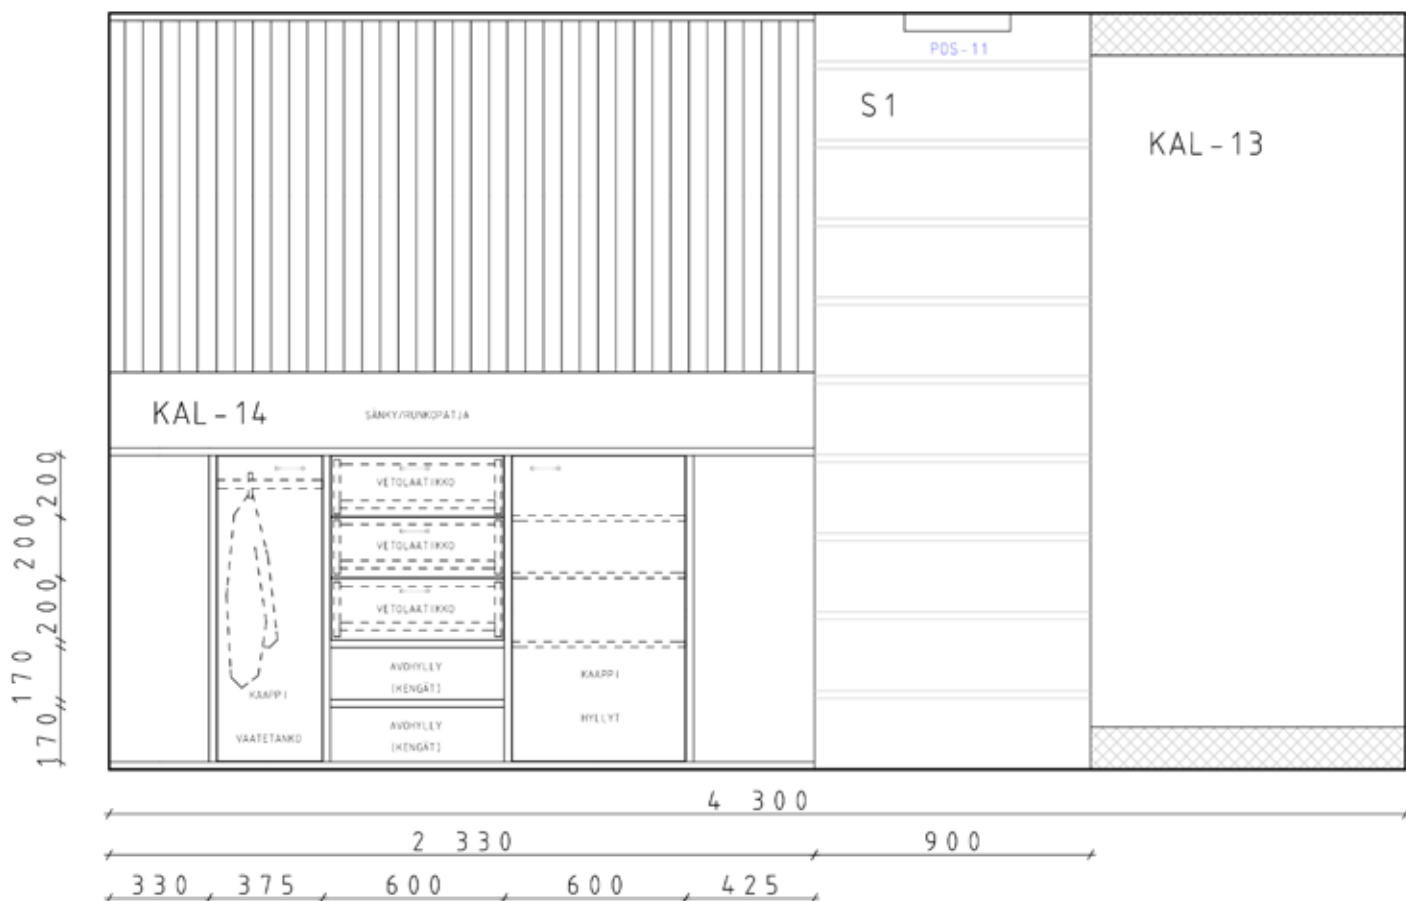 POS-11
S1
KAL-13
KAL-14
SÄNKY/RUNKOPATJA
200
200
200
170
170
VETOLAATIKKO
VETOLAATIKKO
VETOLAATIKKO
AVOHYLLY
(KENGÄT)
AVOHYLLY
(KENGÄT)
KAAPPI
VAATETANKO
KAAPPI
HYLLYT
4 300
2 330
900
330
375
600
600
425